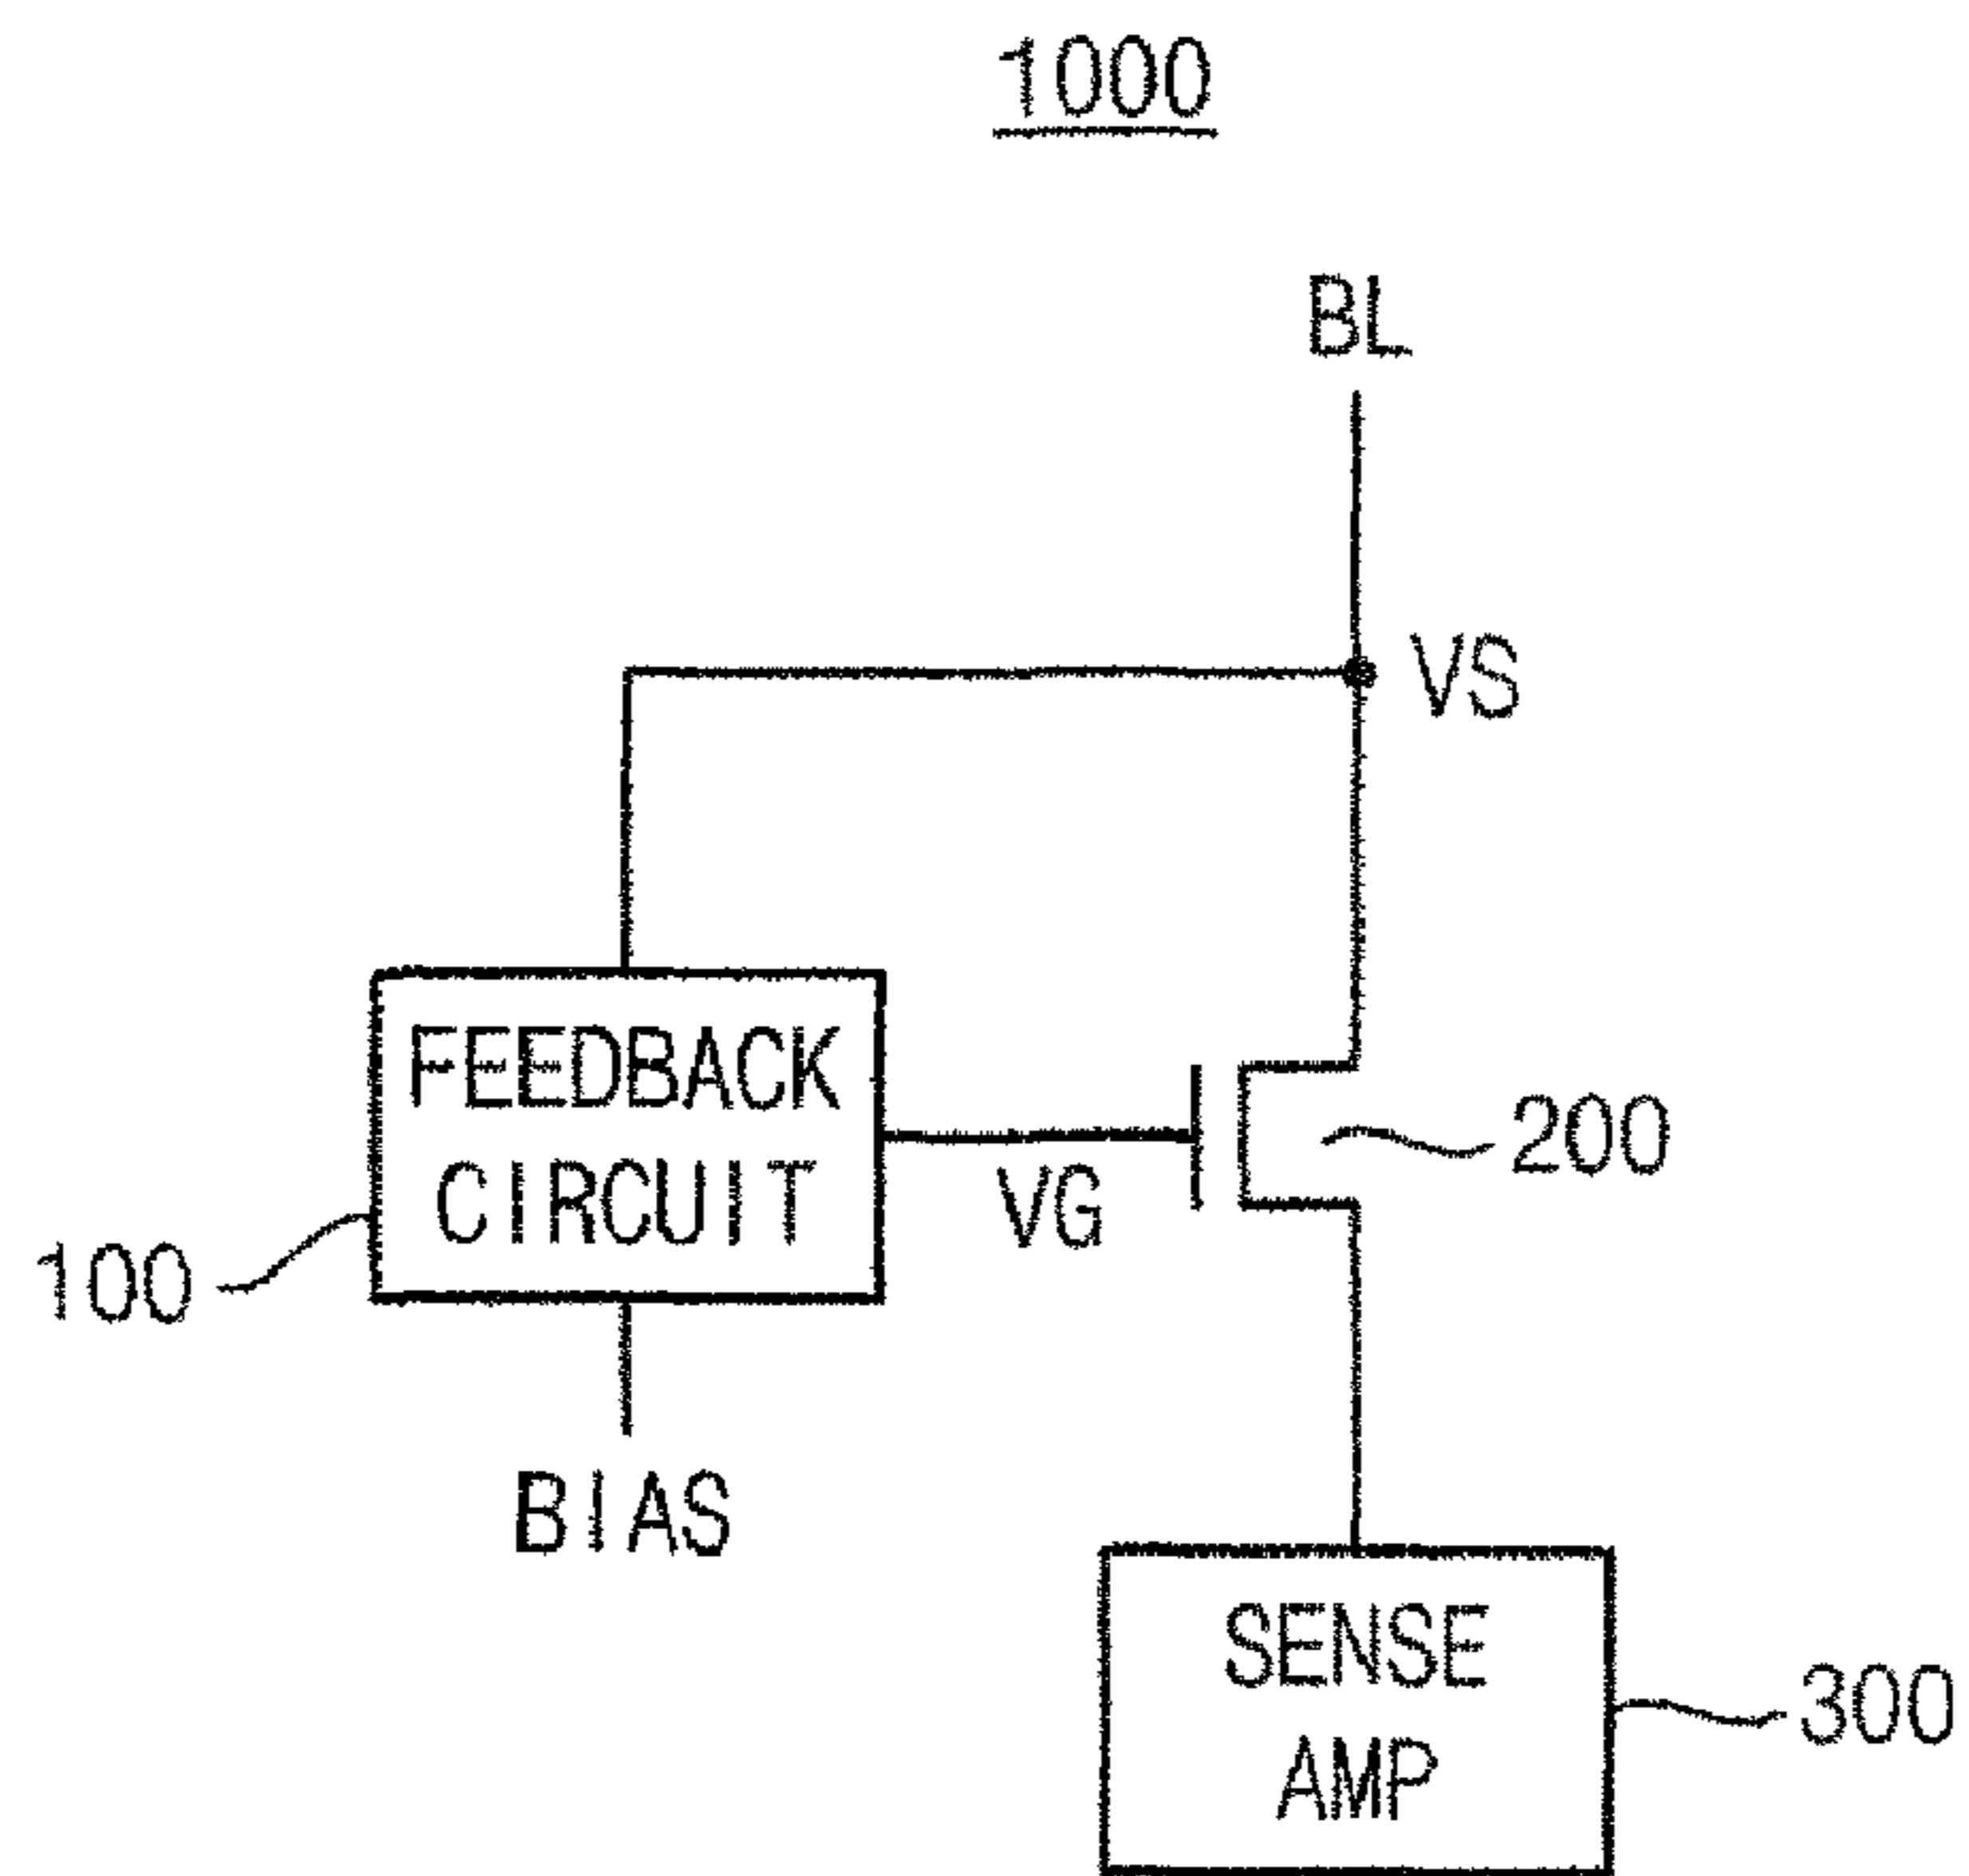 1000
BL
VS
FEEDBACK
CIRCUIT
200
VG
100
BIAS
SENSE
AMP
300